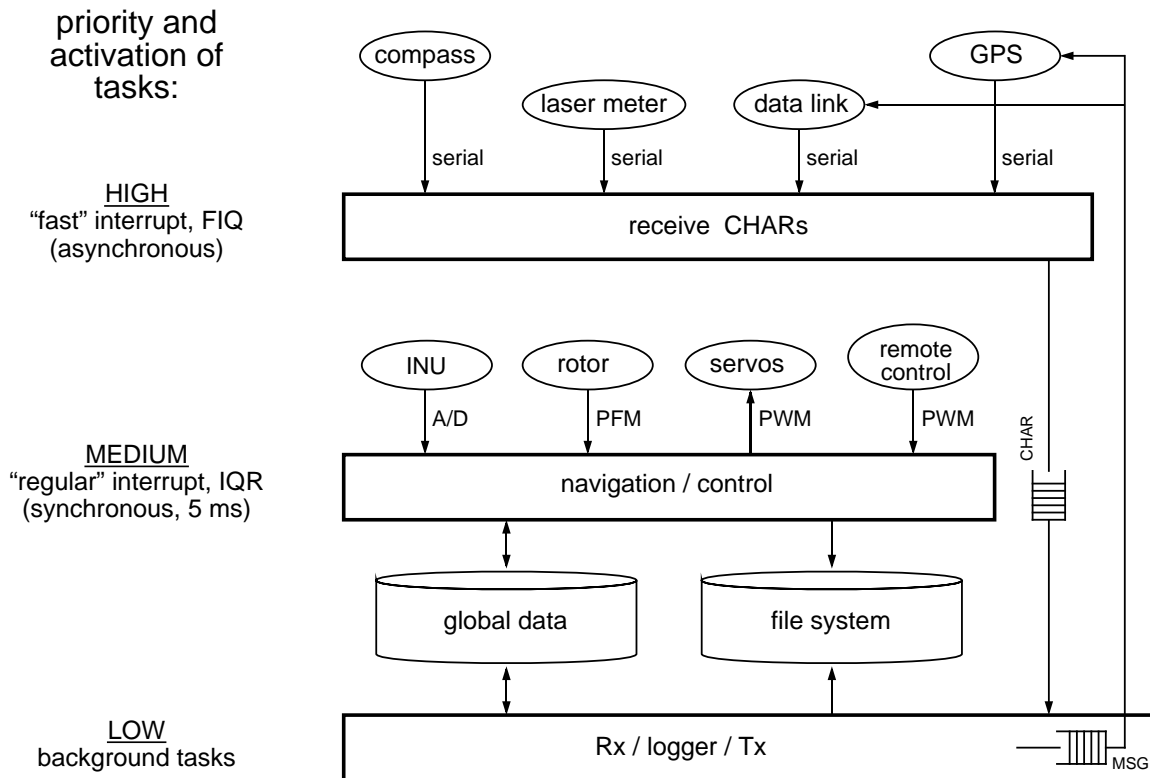 priority and
activation of
tasks:
compass
GPS
laser meter
data link
serial
serial
serial
serial
HIGH
“fast” interrupt, FIQ
(asynchronous)
receive CHARs
INU
rotor
servos
remote
control
A/D
PFM
PWM
PWM
CHAR
MEDIUM
“regular” interrupt, IQR
(synchronous, 5 ms)
navigation / control
global data
file system
LOW
background tasks
Rx / logger / Tx
MSG